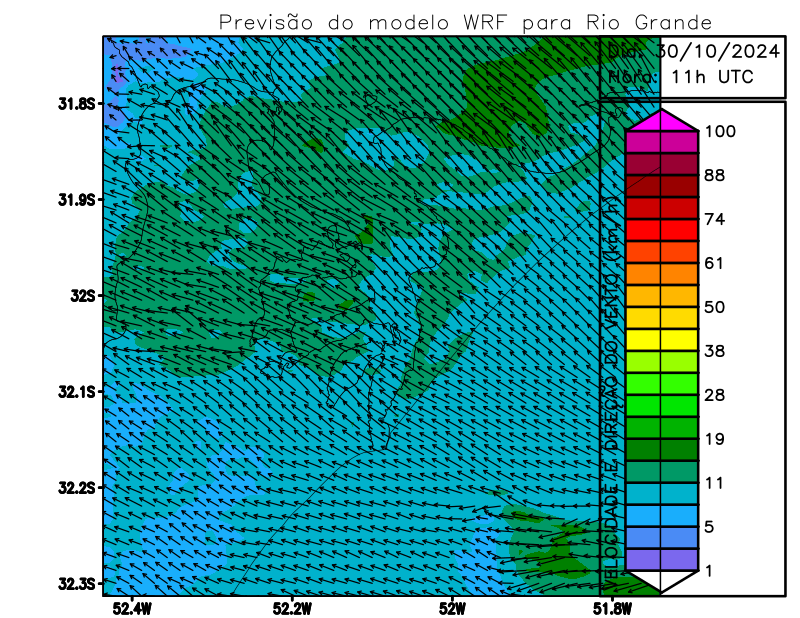 Previsão do modelo WRF para Rio Grande
Dia: 30/10/2024
Hora: 11h UTC
31.8S
31.9S
32S
32.1S
32.2S
32.3S
52.4W
52.2W
52W
51.8W
VELOCIDADE E DIREÇÃO DO VENTO (km/h)
100
88
74
61
50
38
28
19
11
5
1